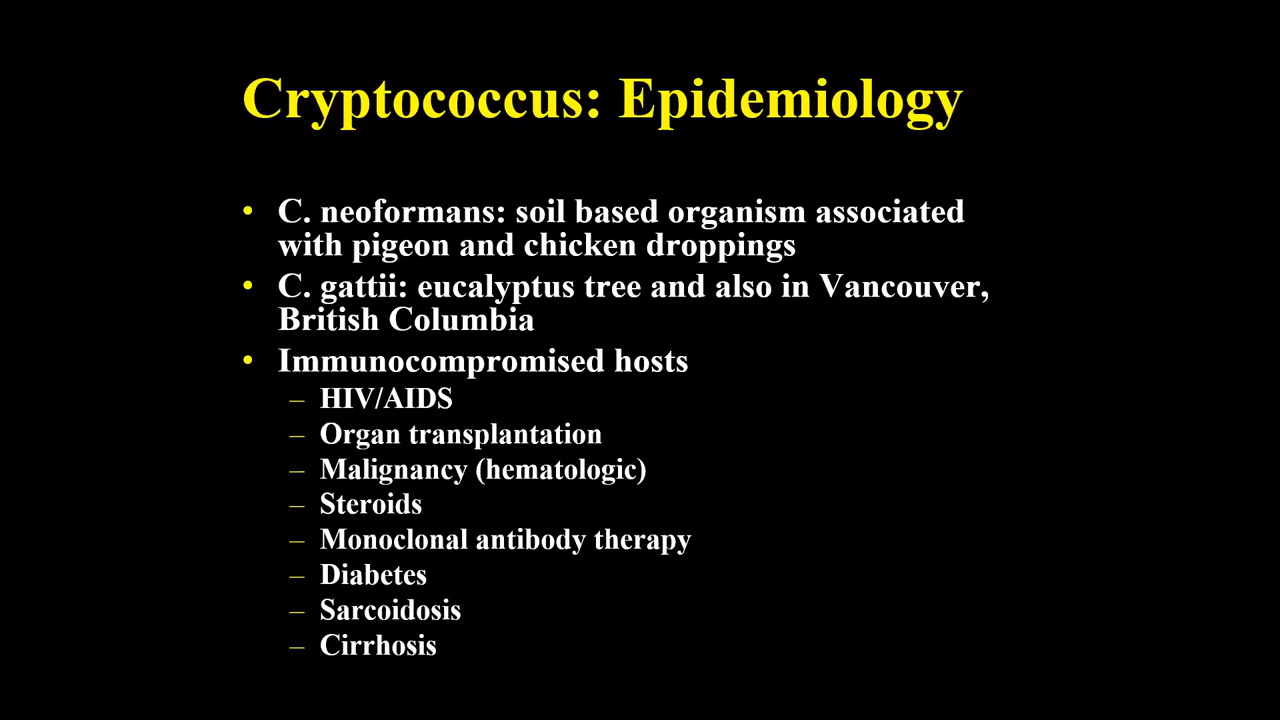 Cryptococcus: Epidemiology
• C. neoformans: soil based organism associated
with pigeon and chicken droppings
• C. gattii: eucalyptus tree and also in Vancouver,
British Columbia
• Immunocompromised hosts
– HIV/AIDS
– Organ transplantation
– Malignancy (hematologic)
– Steroids
– Monoclonal antibody therapy
– Diabetes
– Sarcoidosis
– Cirrhosis